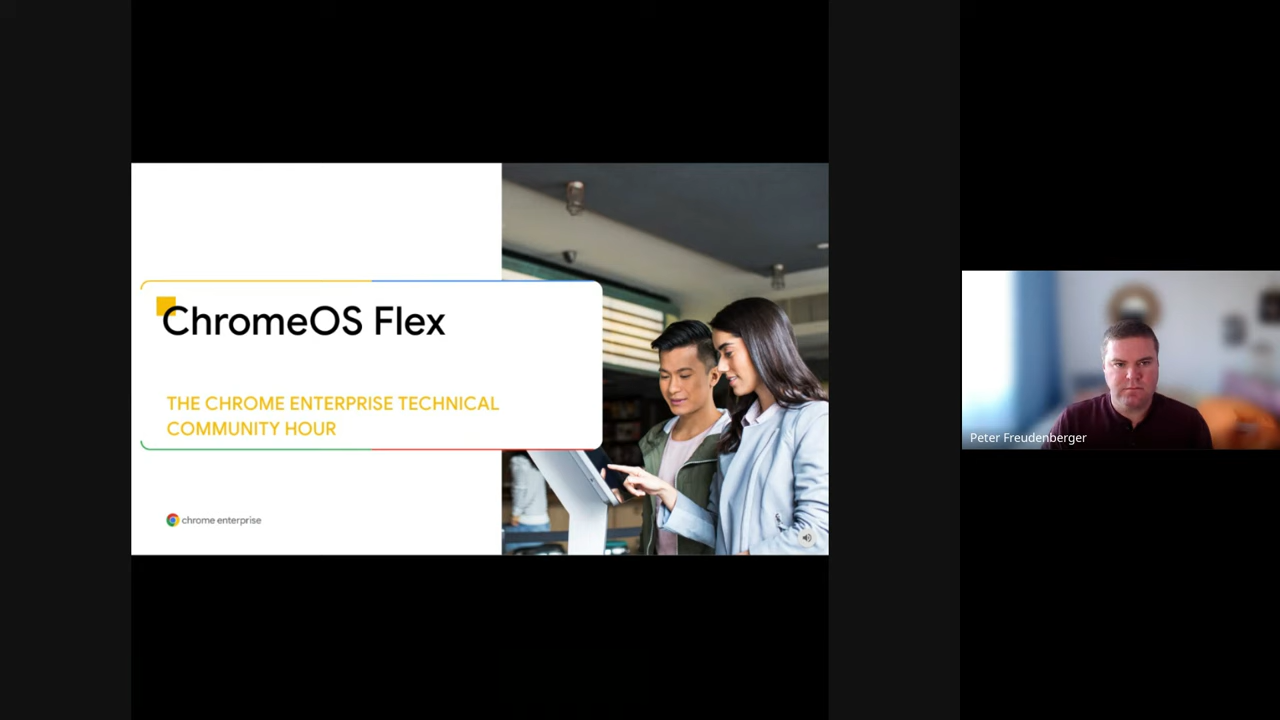 ChromeOS Flex
THE CHROME ENTERPRISE TECHNICAL
COMMUNITY HOUR
chrome enterprise
Peter Freudenberger